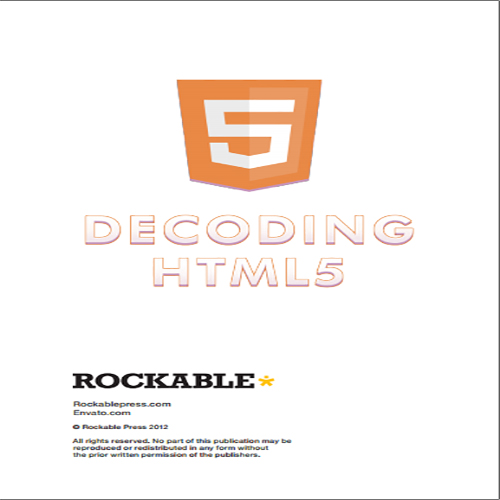 5
DECODING
HTML5
ROCKABLE*
Rockablepress.com
Envato.com
© Rockable Press 2012
All rights reserved. No part of this publication may be
reproduced or redistributed in any form without
the prior written permission of the publishers.